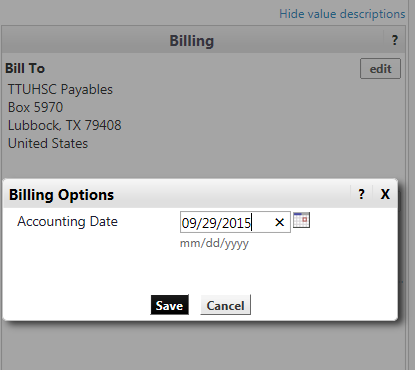 Hide value descriptions
Billing ?
Bill To edit
TTUHSC Payables
Box 5970
Lubbock, TX 79408
United States
Billing Options ? X
Accounting Date 09/29/2015 ✕
mm/dd/yyyy
Save Cancel